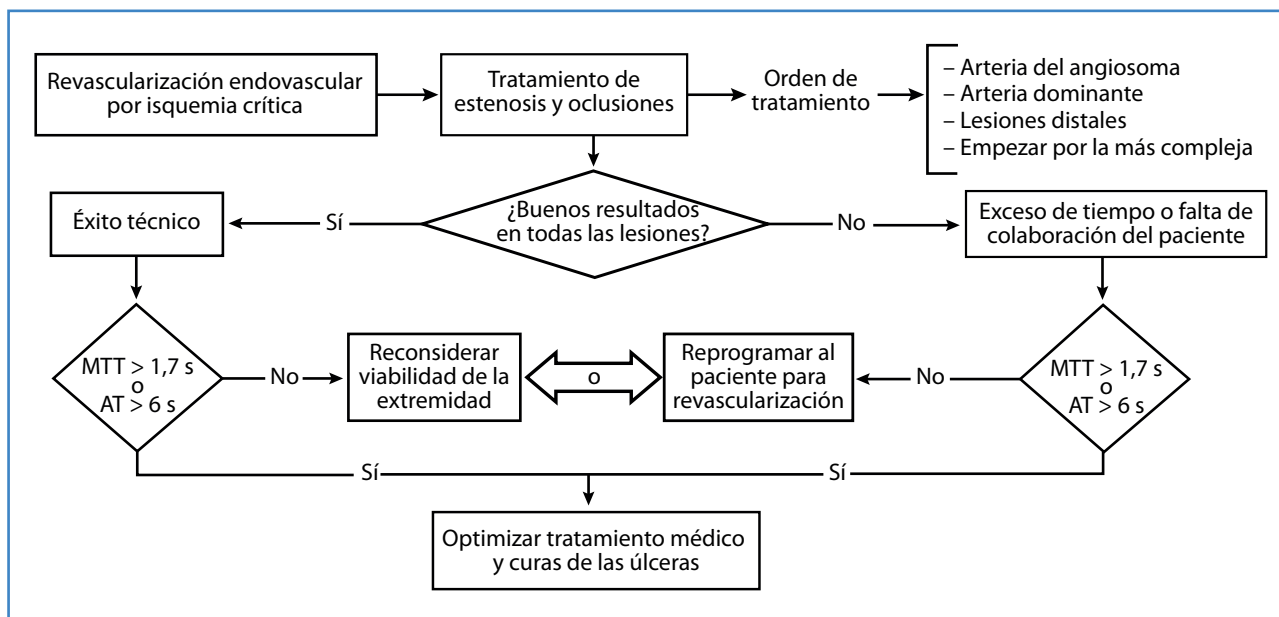 Revascularización endovascular
por isquemia crítica
Tratamiento de
estenosis y oclusiones
Orden de
tratamiento
– Arteria del angiosoma
– Arteria dominante
– Lesiones distales
– Empezar por la más compleja
Éxito técnico
Sí
¿Buenos resultados
en todas las lesiones?
No
Exceso de tiempo o falta de
colaboración del paciente
MTT > 1,7 s
o
AT > 6 s
No
Reconsiderar
viabilidad de la
extremidad
o
Reprogramar al
paciente para
revascularización
No
MTT > 1,7 s
o
AT > 6 s
Sí
Sí
Optimizar tratamiento médico
y curas de las úlceras